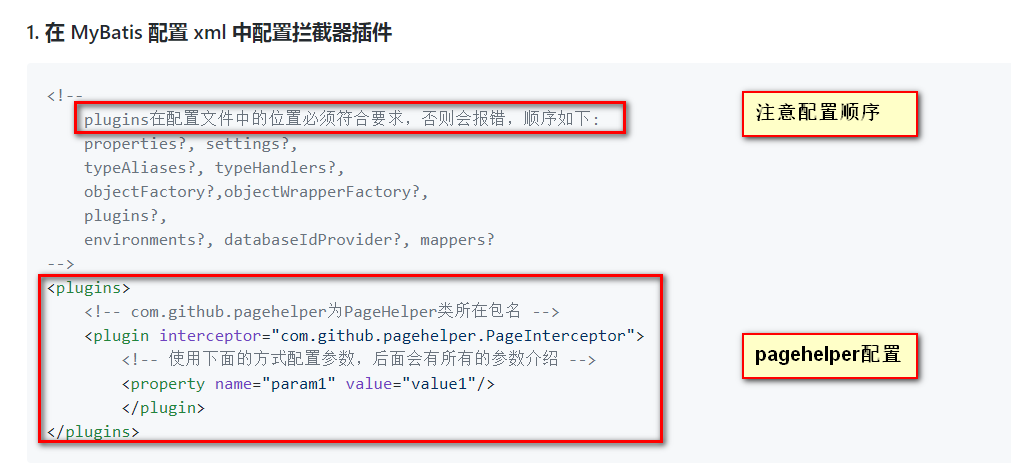 1. 在 MyBatis 配置 xml 中配置拦截器插件
<!--
plugins在配置文件中的位置必须符合要求，否则会报错，顺序如下:
注意配置顺序
properties?, settings?,
typeAliases?, typeHandlers?,
objectFactory?,objectWrapperFactory?,
plugins?,
environments?, databaseIdProvider?, mappers?
-->
<plugins>
<!-- com.github.pagehelper为PageHelper类所在包名 -->
<plugin interceptor="com.github.pagehelper.PageInterceptor">
pagehelper配置
<!-- 使用下面的方式配置参数，后面会有所有的参数介绍 -->
<property name="param1" value="value1"/>
</plugin>
</plugins>